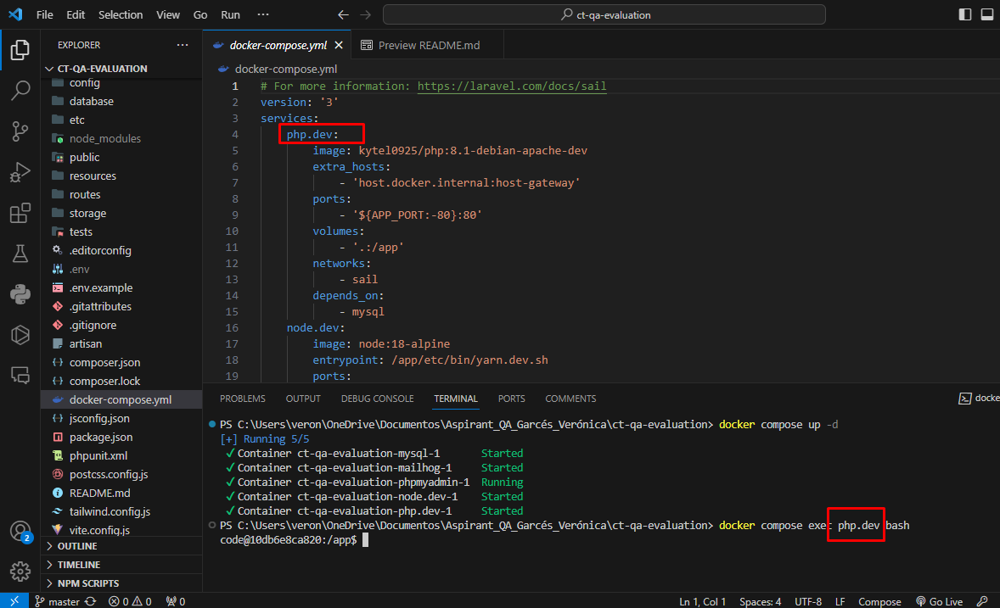 File Edit Selection View Go Run ··· ct-qa-evaluation
EXPLORER ···
CT-QA-EVALUATION
config
database
etc
node_modules
public
resources
routes
storage
tests
.editorconfig
.env
.env.example
.gitattributes
.gitignore
artisan
composer.json
composer.lock
docker-compose.yml
jsconfig.json
package.json
phpunit.xml
postcss.config.js
README.md
tailwind.config.js
vite.config.js
OUTLINE
TIMELINE
NPM SCRIPTS
2
docker-compose.yml Preview README.md
docker-compose.yml
1 # For more information: https://laravel.com/docs/sail
2 version: '3'
3 services:
4 php.dev:
5 image: kytel0925/php:8.1-debian-apache-dev
6 extra_hosts:
7 - 'host.docker.internal:host-gateway'
8 ports:
9 - '${APP_PORT:-80}:80'
10 volumes:
11 - '.:/app'
12 networks:
13 - sail
14 depends_on:
15 - mysql
16 node.dev:
17 image: node:18-alpine
18 entrypoint: /app/etc/bin/yarn.dev.sh
19 ports:
PROBLEMS OUTPUT DEBUG CONSOLE TERMINAL PORTS COMMENTS docke
PS C:\Users\veron\OneDrive\Documentos\Aspirant_QA_Garcés_Verónica\ct-qa-evaluation> docker compose up -d
[+] Running 5/5
✓ Container ct-qa-evaluation-mysql-1 Started
✓ Container ct-qa-evaluation-mailhog-1 Started
✓ Container ct-qa-evaluation-phpmyadmin-1 Running
✓ Container ct-qa-evaluation-node.dev-1 Started
✓ Container ct-qa-evaluation-php.dev-1 Started
PS C:\Users\veron\OneDrive\Documentos\Aspirant_QA_Garcés_Verónica\ct-qa-evaluation> docker compose exec php.dev bash
code@10db6e8ca820:/app$
master 0 0 0 Ln 1, Col 1 Spaces: 4 UTF-8 LF Compose Go Live